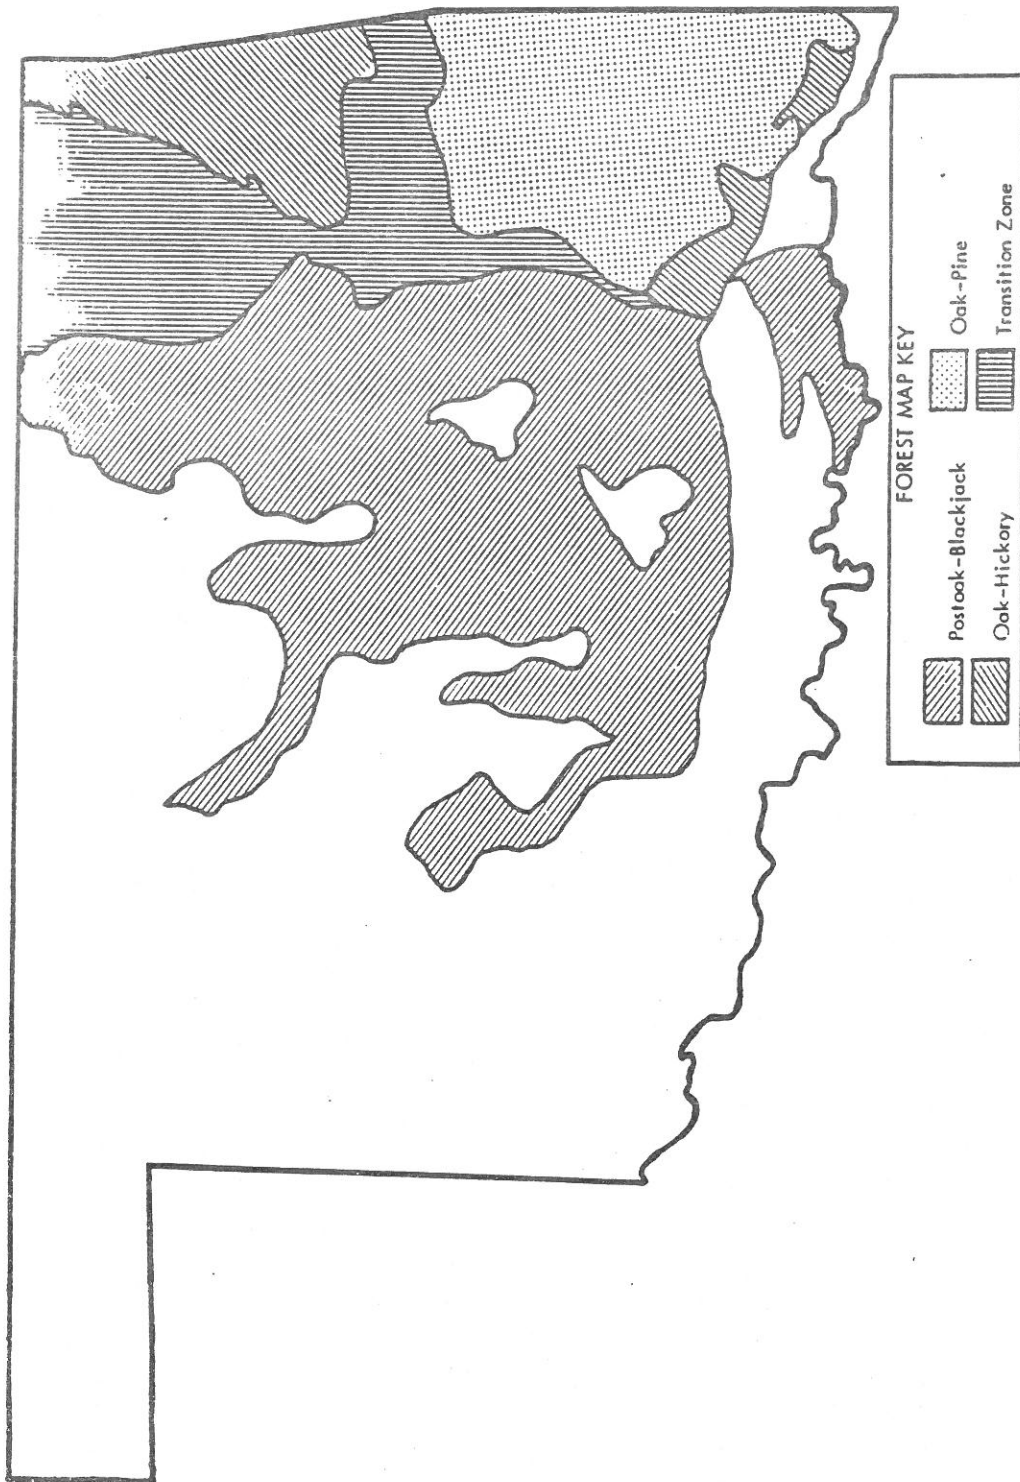 FOREST MAP KEY
Postoak-Blackjack
Oak-Pine
Oak-Hickory
Transition Zone